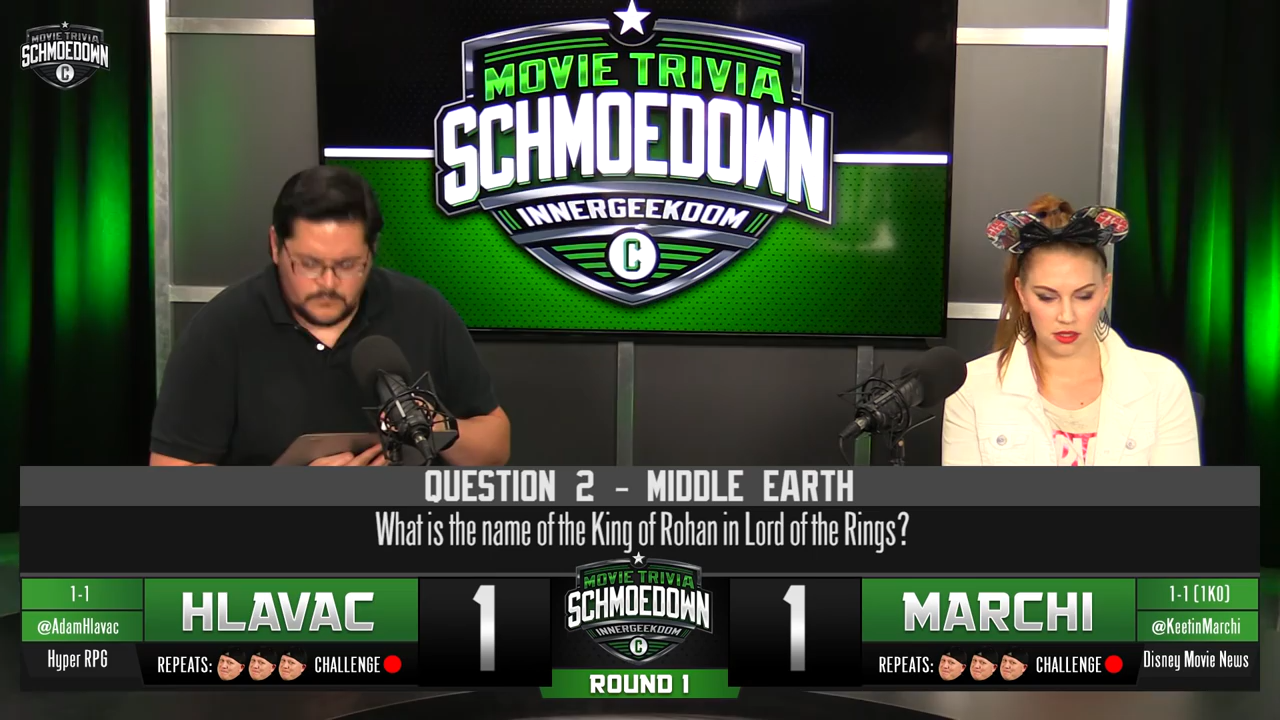 MOVIE TRIVIA
SCHMOEDOWN
C
MOVIE TRIVIA
SCHMOEDOWN
INNERGEEKDOM
C
QUESTION 2 - MIDDLE EARTH
What is the name of the King of Rohan in Lord of the Rings?
1-1
@AdamHlavac
Hyper RPG
HLAVAC
REPEATS: CHALLENGE
1
MOVIE TRIVIA
SCHMOEDOWN
INNERGEEKDOM
C
ROUND 1
1
MARCHI
REPEATS: CHALLENGE
1-1 (1KO)
@KeetinMarchi
Disney Movie News